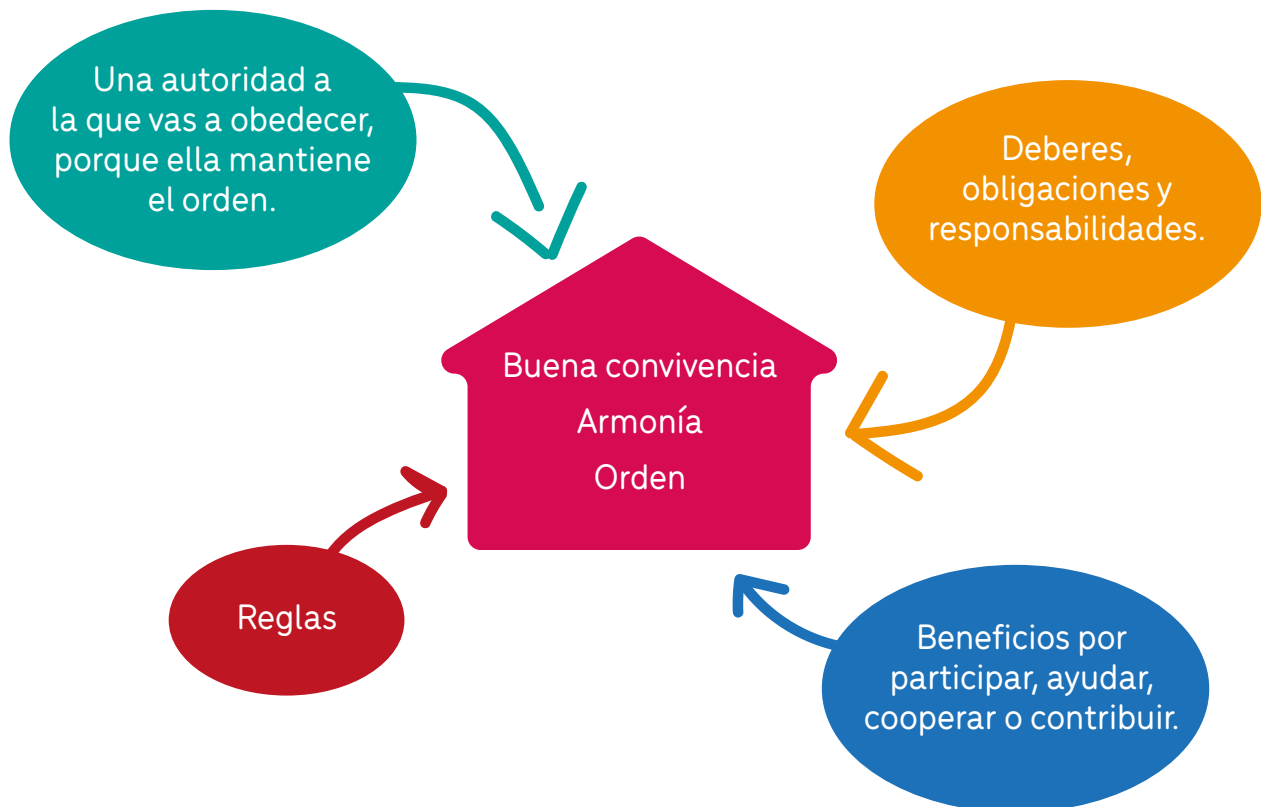 Una autoridad a
la que vas a obedecer,
porque ella mantiene
el orden.
Deberes,
obligaciones y
responsabilidades.
Buena convivencia
Armonía
Orden
Reglas
Beneficios por
participar, ayudar,
cooperar o contribuir.